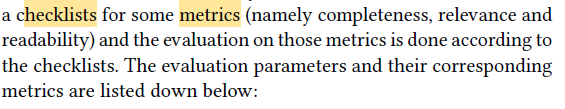 a checklists for some metrics (namely completeness, relevance and
readability) and the evaluation on those metrics is done according to
the checklists. The evaluation parameters and their corresponding
metrics are listed down below: